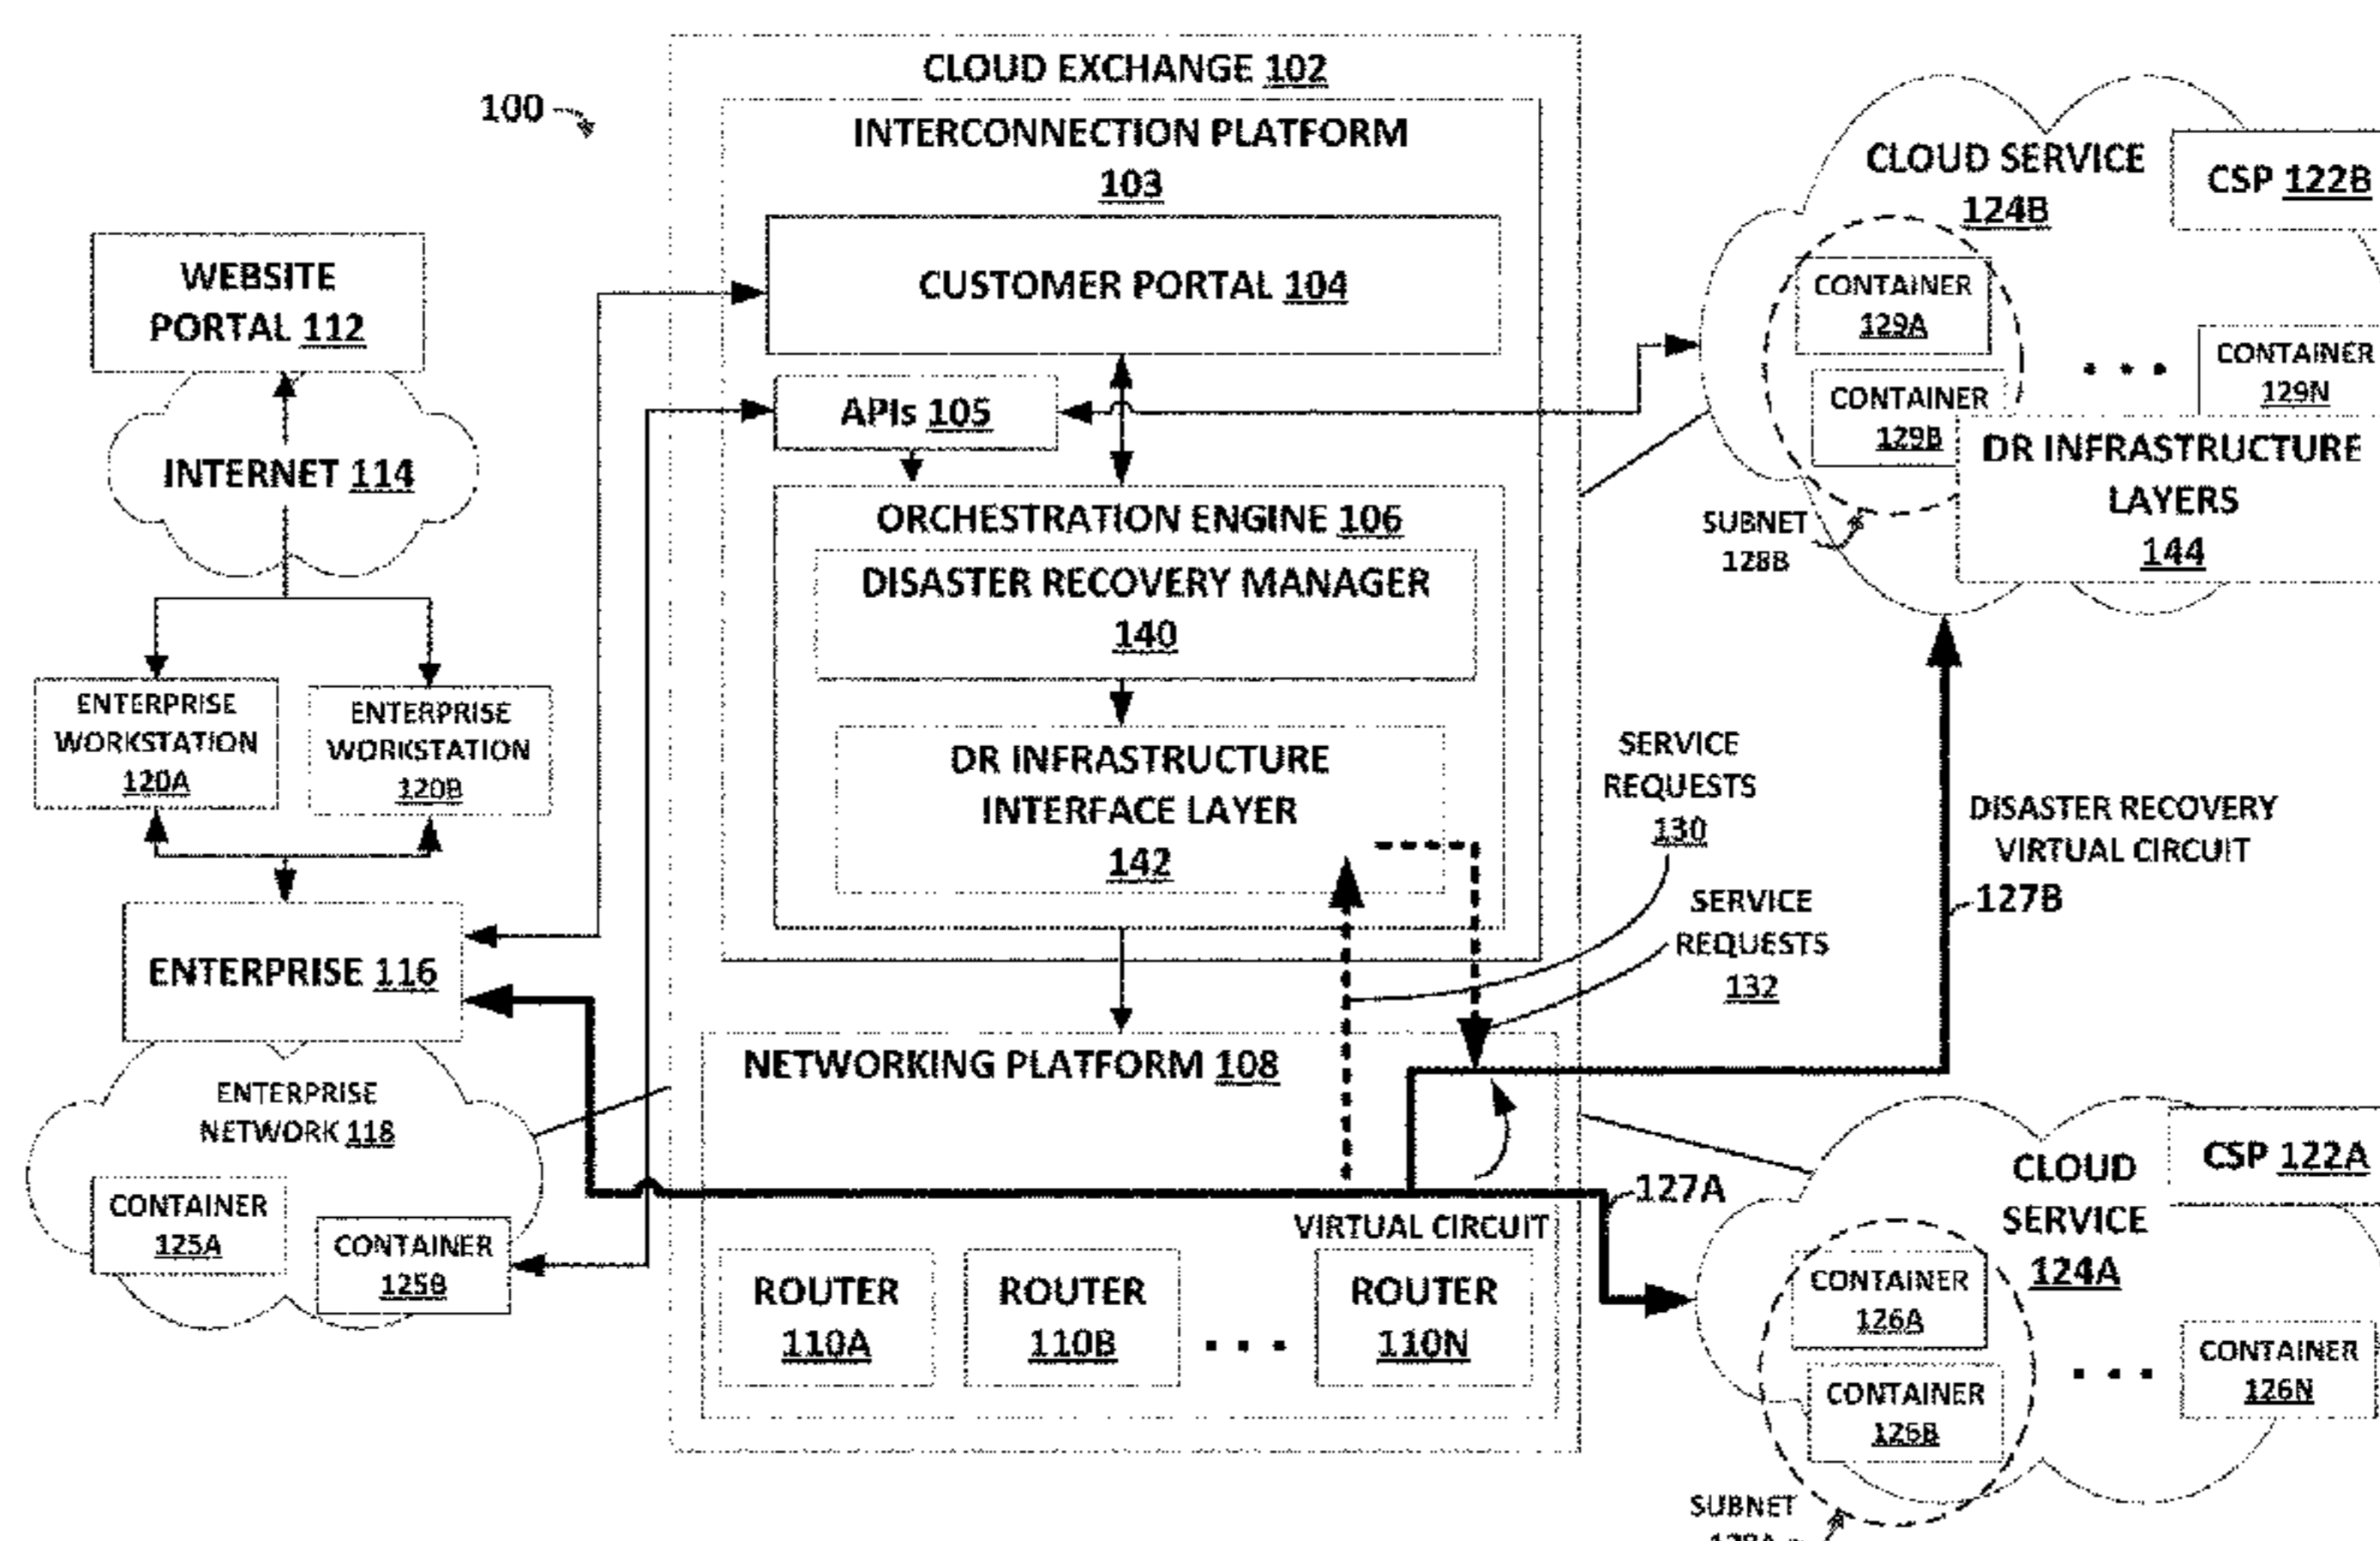 100
CLOUD EXCHANGE 102
INTERCONNECTION PLATFORM
103
CUSTOMER PORTAL 104
APIs 105
ORCHESTRATION ENGINE 106
DISASTER RECOVERY MANAGER
140
DR INFRASTRUCTURE
INTERFACE LAYER
142
NETWORKING PLATFORM 108
VIRTUAL CIRCUIT
ROUTER
110A
ROUTER
110B
ROUTER
110N
WEBSITE
PORTAL 112
INTERNET 114
ENTERPRISE
WORKSTATION
120A
ENTERPRISE
WORKSTATION
120B
ENTERPRISE 116
ENTERPRISE
NETWORK 118
CONTAINER
125A
CONTAINER
125B
SERVICE
REQUESTS
130
SERVICE
REQUESTS
132
CLOUD SERVICE
124B
CSP 122B
CONTAINER
129A
CONTAINER
129B
CONTAINER
129N
DR INFRASTRUCTURE
LAYERS
144
SUBNET
128B
DISASTER RECOVERY
VIRTUAL CIRCUIT
127B
127A
CLOUD
SERVICE
124A
CSP 122A
CONTAINER
126A
CONTAINER
126B
CONTAINER
126N
SUBNET